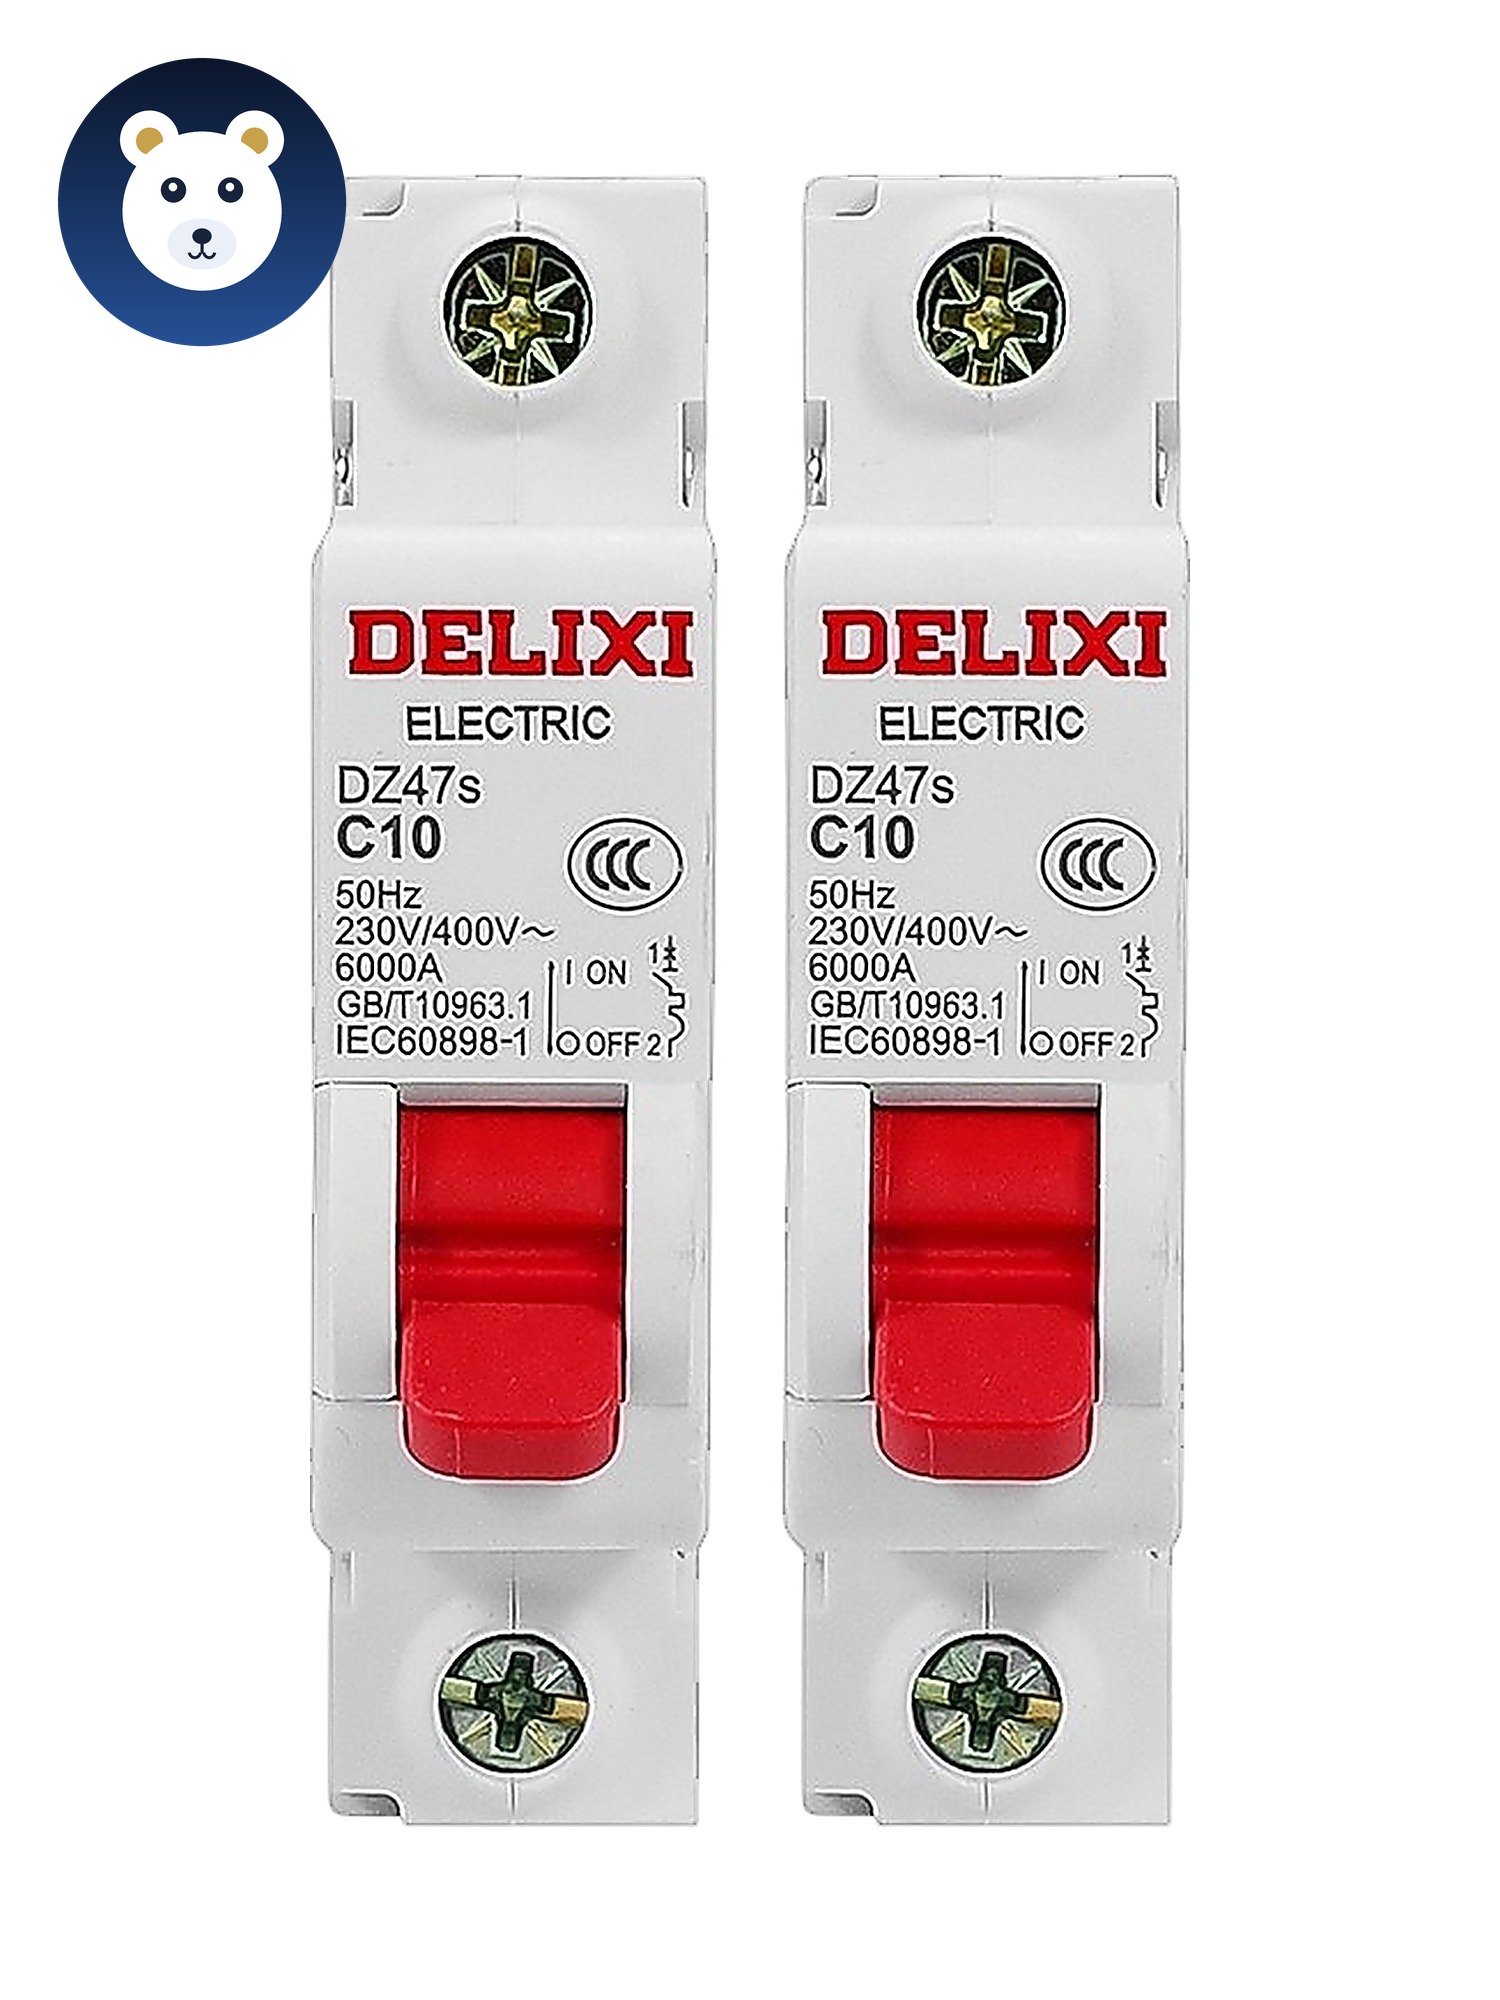 DELIXI
ELECTRIC
DZ47s
C10
CCC
50Hz
230V/400V~
6000A
GB/T10963.1
IEC60898-1
I ON
O OFF
1
2
DELIXI
ELECTRIC
DZ47s
C10
CCC
50Hz
230V/400V~
6000A
GB/T10963.1
IEC60898-1
I ON
O OFF
1
2